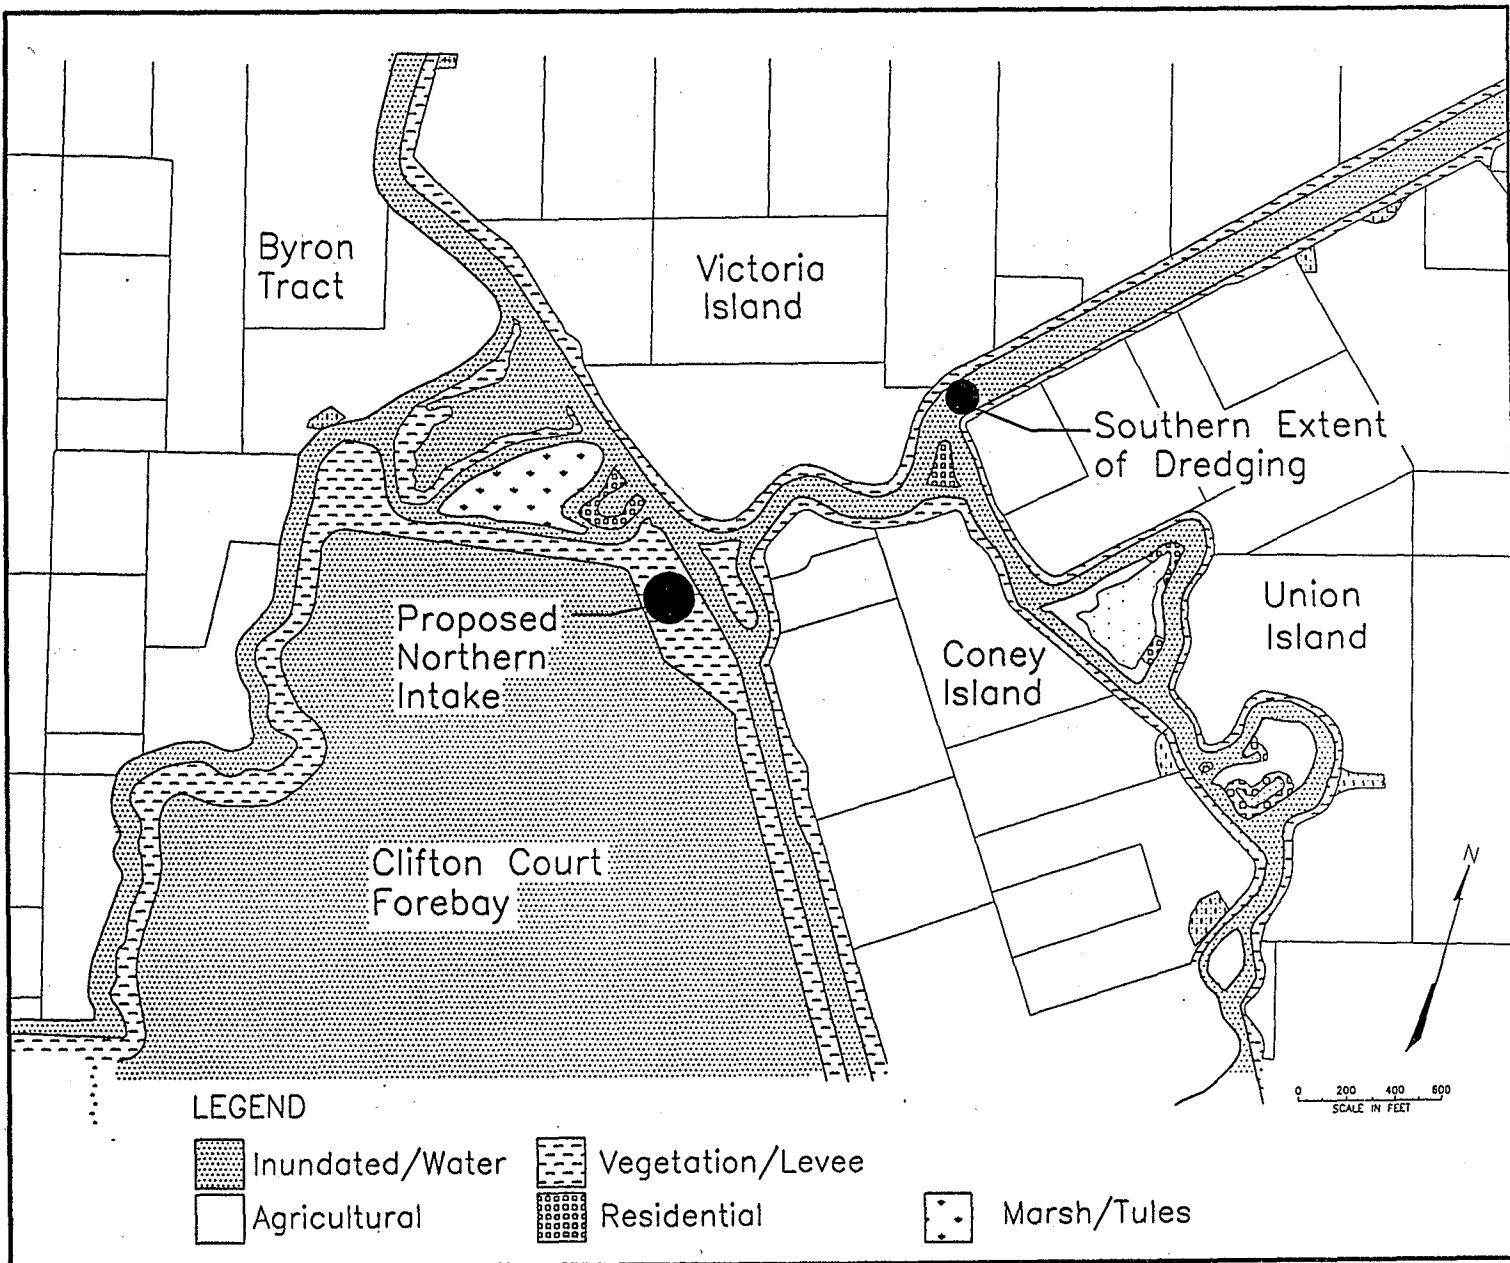 Byron
Tract
Victoria
Island
Southern Extent
of Dredging
Proposed
Northern
Intake
Coney
Island
Union
Island
Clifton Court
Forebay
N
0 200 400 600
SCALE IN FEET
LEGEND
Inundated/Water
Vegetation/Levee
Agricultural
Residential
Marsh/Tules